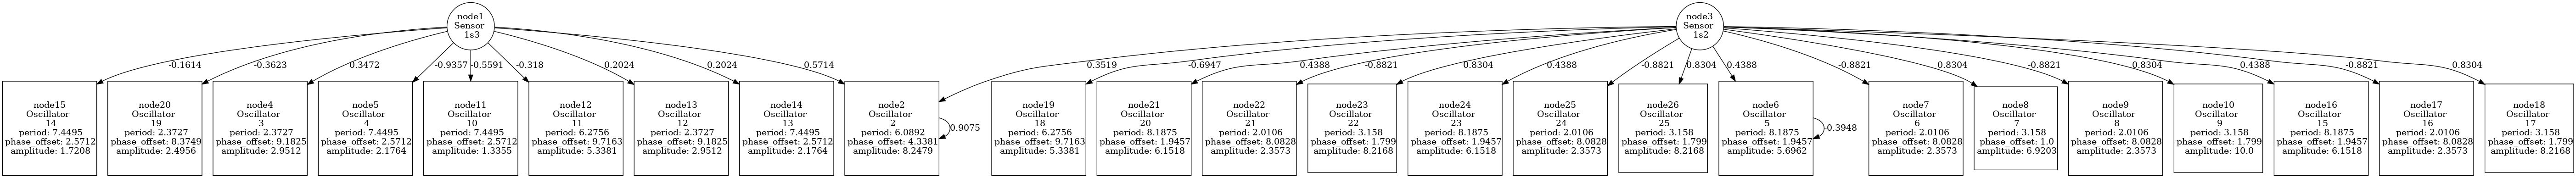 node1
Sensor
1s3
node3
Sensor
1s2
-0.1614
-0.3623
0.3472
-0.9357
-0.5591
-0.318
0.2024
0.2024
0.5714
0.3519
-0.6947
0.4388
-0.8821
0.8304
0.4388
-0.8821
0.8304
0.4388
-0.8821
0.8304
-0.8821
0.8304
0.4388
-0.8821
0.8304
node15
Oscillator
14
period: 7.4495
phase_offset: 2.5712
amplitude: 1.7208
node20
Oscillator
19
period: 2.3727
phase_offset: 8.3749
amplitude: 2.4956
node4
Oscillator
3
period: 2.3727
phase_offset: 9.1825
amplitude: 2.9512
node5
Oscillator
4
period: 7.4495
phase_offset: 2.5712
amplitude: 2.1764
node11
Oscillator
10
period: 7.4495
phase_offset: 2.5712
amplitude: 1.3355
node12
Oscillator
11
period: 6.2756
phase_offset: 9.7163
amplitude: 5.3381
node13
Oscillator
12
period: 2.3727
phase_offset: 9.1825
amplitude: 2.9512
node14
Oscillator
13
period: 7.4495
phase_offset: 2.5712
amplitude: 2.1764
node2
Oscillator
2
period: 6.0892
phase_offset: 4.3381
amplitude: 8.2479
0.9075
node19
Oscillator
18
period: 6.2756
phase_offset: 9.7163
amplitude: 5.3381
node21
Oscillator
20
period: 8.1875
phase_offset: 1.9457
amplitude: 6.1518
node22
Oscillator
21
period: 2.0106
phase_offset: 8.0828
amplitude: 2.3573
node23
Oscillator
22
period: 3.158
phase_offset: 1.799
amplitude: 8.2168
node24
Oscillator
23
period: 8.1875
phase_offset: 1.9457
amplitude: 6.1518
node25
Oscillator
24
period: 2.0106
phase_offset: 8.0828
amplitude: 2.3573
node26
Oscillator
25
period: 3.158
phase_offset: 1.799
amplitude: 8.2168
node6
Oscillator
5
period: 8.1875
phase_offset: 1.9457
amplitude: 5.6962
-0.3948
node7
Oscillator
6
period: 2.0106
phase_offset: 8.0828
amplitude: 2.3573
node8
Oscillator
7
period: 3.158
phase_offset: 1.0
amplitude: 6.9203
node9
Oscillator
8
period: 2.0106
phase_offset: 8.0828
amplitude: 2.3573
node10
Oscillator
9
period: 3.158
phase_offset: 1.799
amplitude: 10.0
node16
Oscillator
15
period: 8.1875
phase_offset: 1.9457
amplitude: 6.1518
node17
Oscillator
16
period: 2.0106
phase_offset: 8.0828
amplitude: 2.3573
node18
Oscillator
17
period: 3.158
phase_offset: 1.799
amplitude: 8.2168